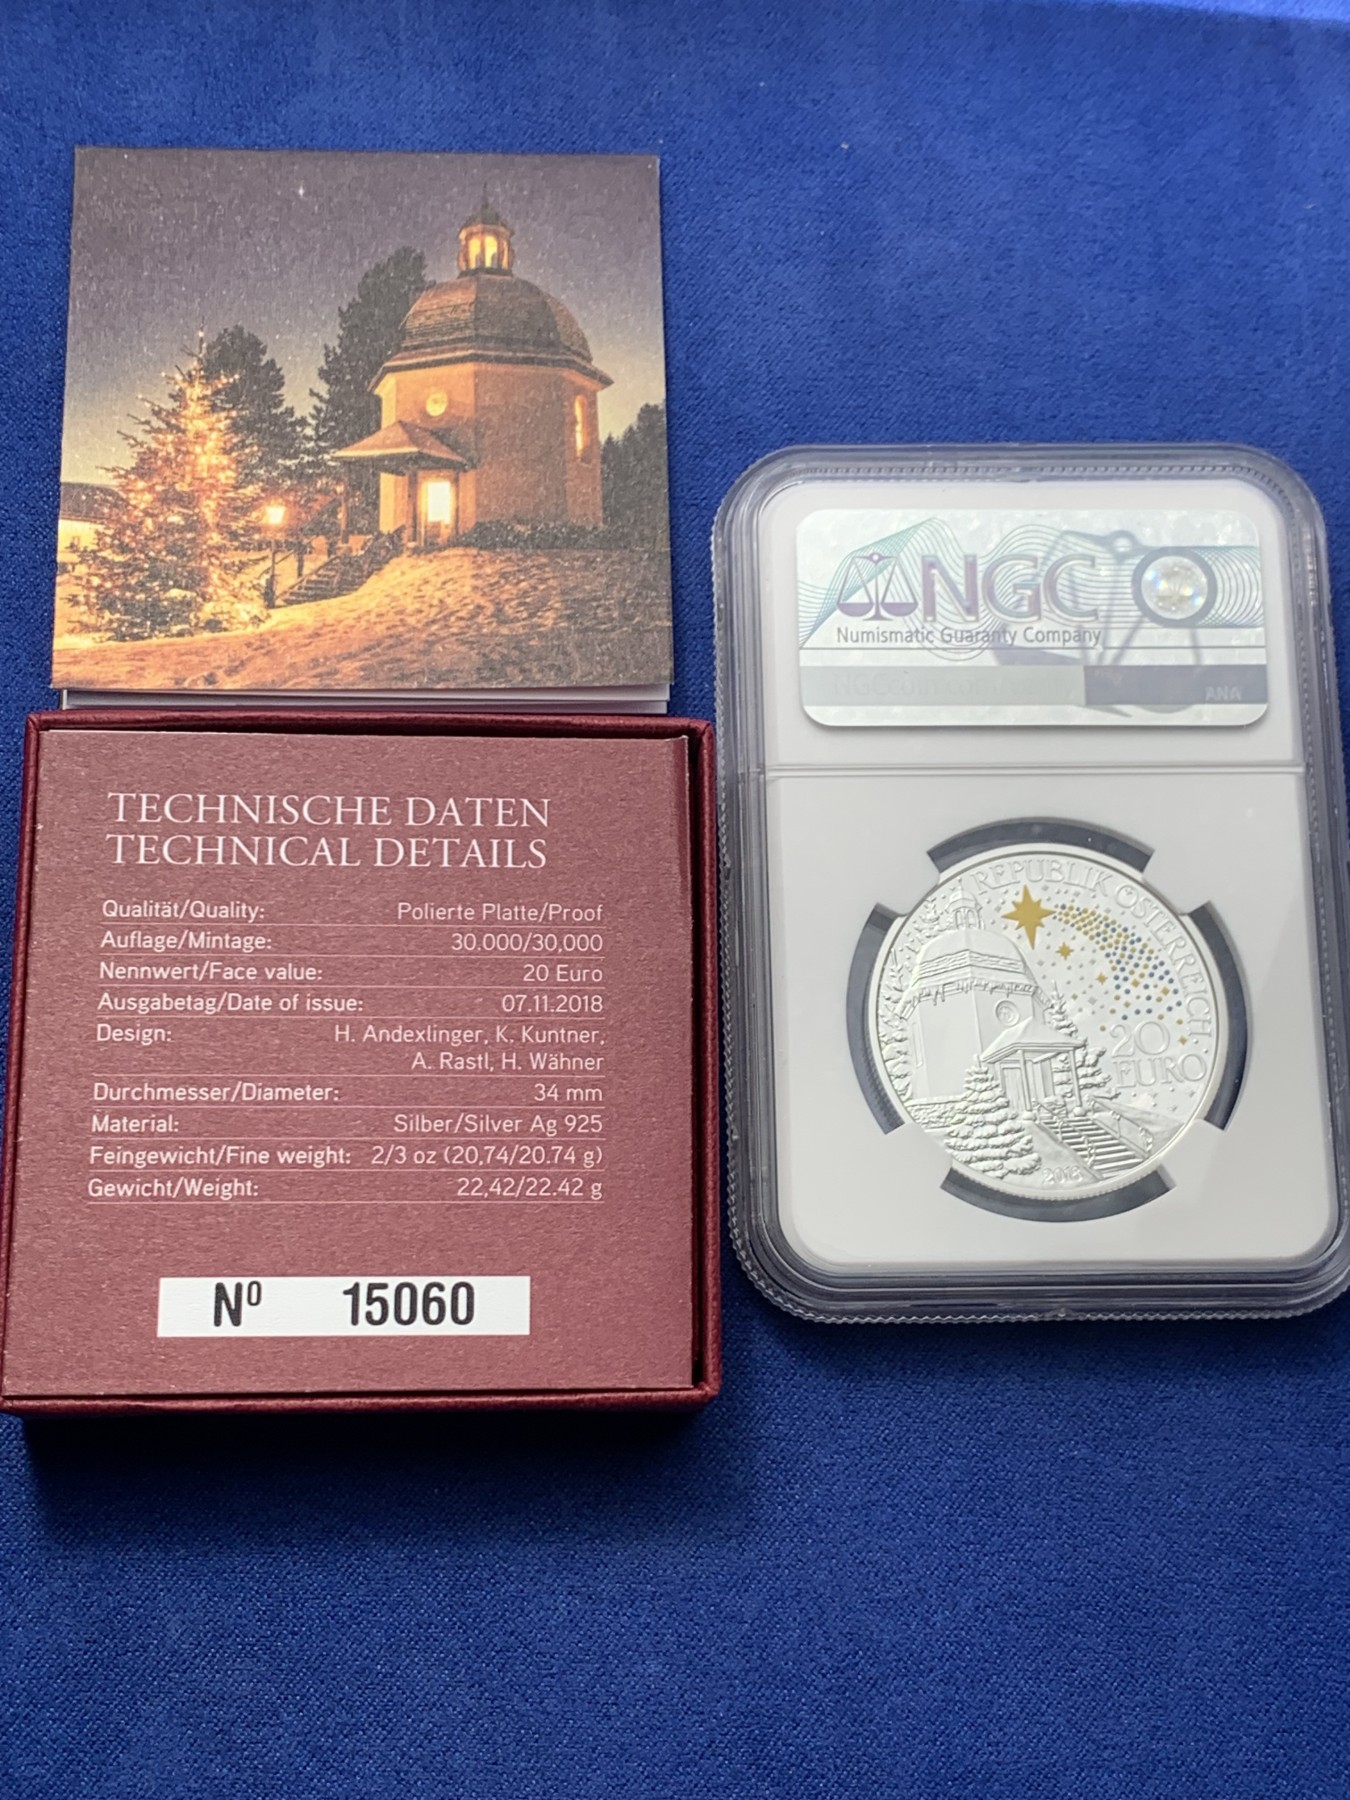 TECHNISCHE DATEN
TECHNICAL DETAILS
Qualität/Quality: Polierte Platte/Proof
Auflage/Mintage: 30.000/30,000
Nennwert/Face value: 20 Euro
Ausgabetag/Date of issue: 07.11.2018
Design: H. Andexlinger, K. Kuntner,
A. Rastl, H. Wähner
Durchmesser/Diameter: 34 mm
Material: Silber/Silver Ag 925
Feingewicht/Fine weight: 2/3 oz (20,74/20.74 g)
Gewicht/Weight: 22,42/22.42 g
Nº 15060
NGC
Numismatic Guaranty Company
REPUBLIK ÖSTERREICH
20
EURO
2018